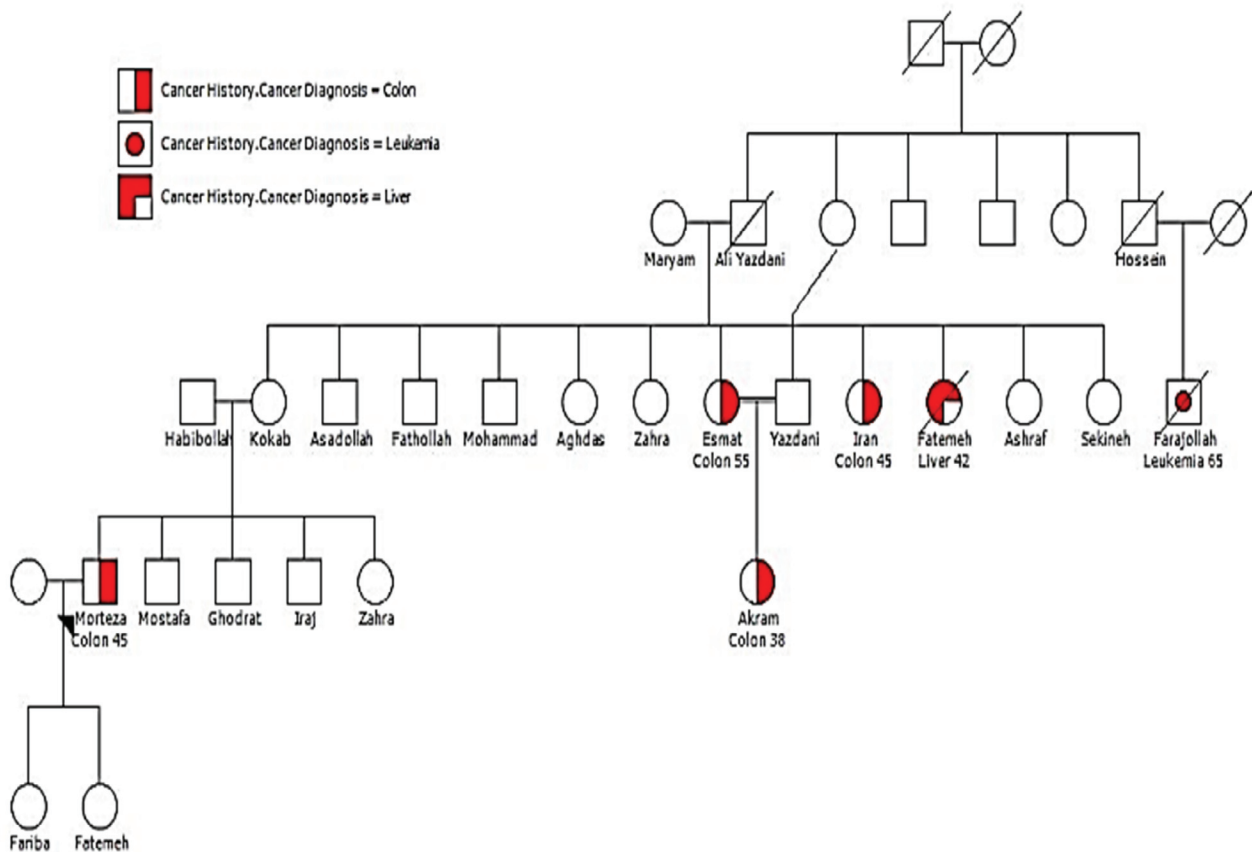 Cancer History.Cancer Diagnosis = Colon
Cancer History.Cancer Diagnosis = Leukemia
Cancer History.Cancer Diagnosis = Liver
Maryam
Ali Yazdani
Hossein
Habibollah
Kokab
Asadollah
Fathollah
Mohammad
Aghdas
Zahra
Esmat
Colon 55
Yazdani
Iran
Colon 45
Fatemeh
Liver 42
Ashraf
Sekineh
Farajollah
Leukemia 65
Morteza
Colon 45
Mostafa
Ghodrat
Iraj
Zahra
Akram
Colon 38
Fariba
Fatemeh